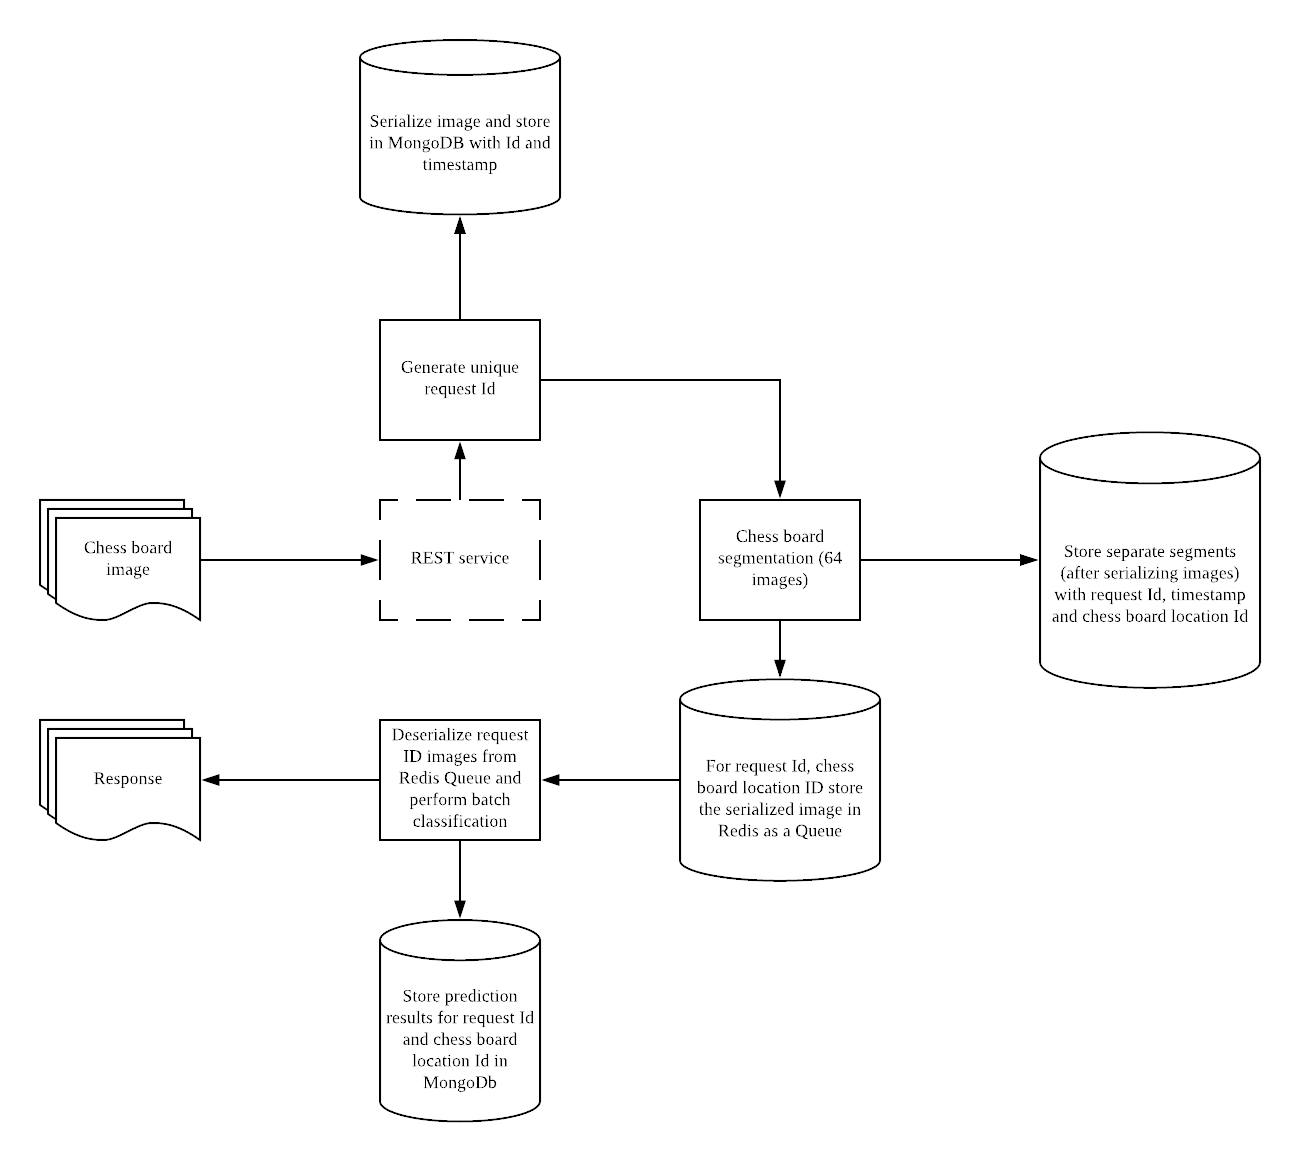 Serialize image and store
in MongoDB with Id and
timestamp
Generate unique
request Id
Chess board
image
REST service
Chess board
segmentation (64
images)
Store separate segments
(after serializing images)
with request Id, timestamp
and chess board location Id
Response
Deserialize request
ID images from
Redis Queue and
perform batch
classification
For request Id, chess
board location ID store
the serialized image in
Redis as a Queue
Store prediction
results for request Id
and chess board
location Id in
MongoDb